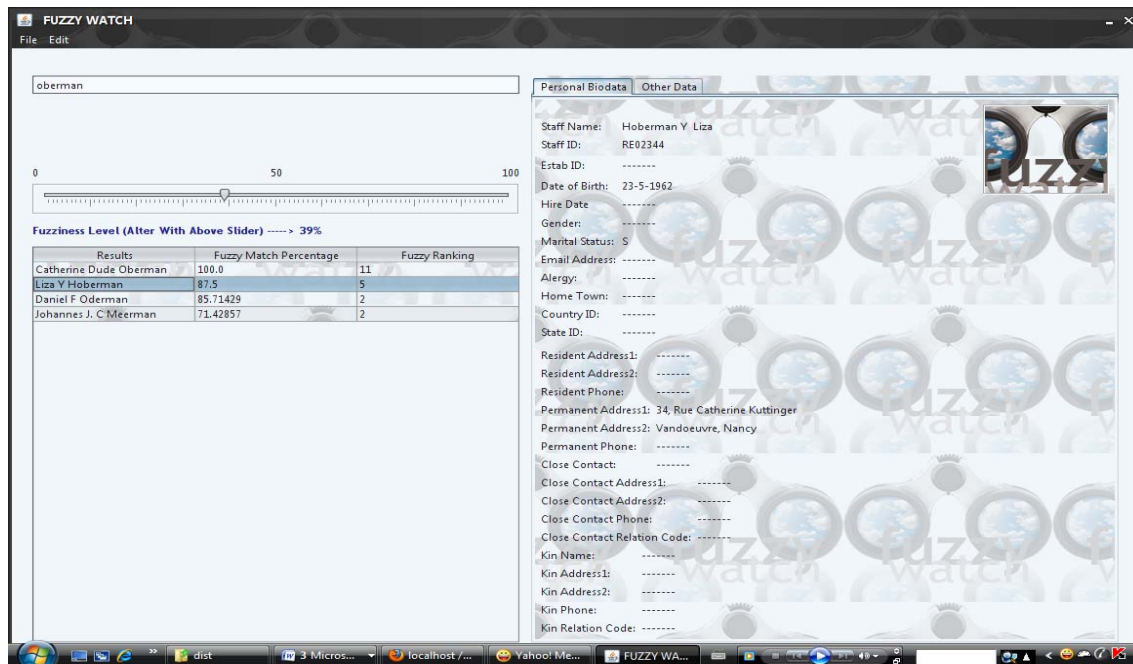 FUZZY WATCH
File Edit
oberman
0 50 100
Fuzziness Level (Alter With Above Slider) -----> 39%
Results Fuzzy Match Percentage Fuzzy Ranking
Catherine Dude Oberman 100.0 11
Liza Y Hoberman 87.5 5
Daniel F Oderman 85.71429 2
Johannes J. C Meerman 71.42857 2
Personal Biodata Other Data
Staff Name: Hoberman Y Liza
Staff ID: RE02344
Estab ID: -------
Date of Birth: 23-5-1962
Hire Date -------
Gender: -------
Marital Status: S
Email Address: -------
Alergy: -------
Home Town: -------
Country ID: -------
State ID: -------
Resident Address1: -------
Resident Address2: -------
Resident Phone: -------
Permanent Address1: 34, Rue Catherine Kuttinger
Permanent Address2: Vandoeuvre, Nancy
Permanent Phone: -------
Close Contact: -------
Close Contact Address1: -------
Close Contact Address2: -------
Close Contact Phone: -------
Close Contact Relation Code: -------
Kin Name: -------
Kin Address1: -------
Kin Address2: -------
Kin Phone: -------
Kin Relation Code: -------
dist 3 Micros... localhost /... Yahoo! Me... FUZZY WA...